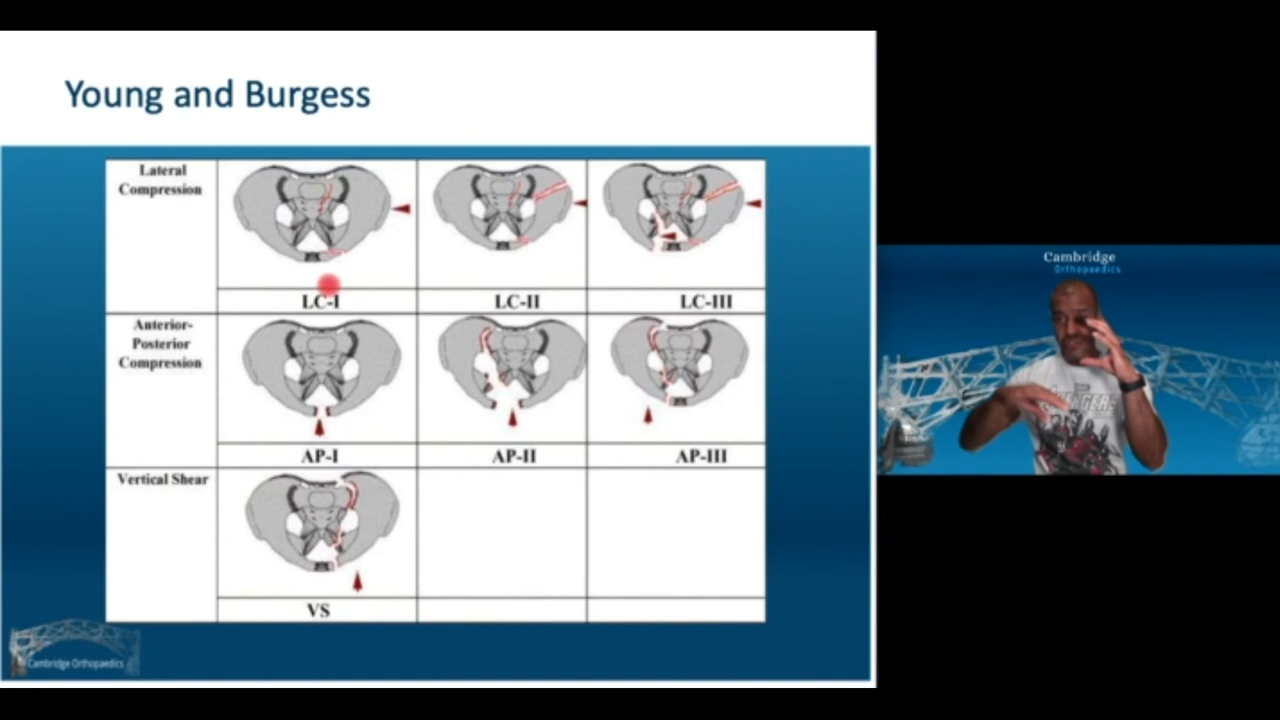 Young and Burgess
Lateral
Compression
LC-I
LC-II
LC-III
Anterior-
Posterior
Compression
AP-I
AP-II
AP-III
Vertical Shear
VS
Cambridge Orthopaedics
Cambridge
Orthopaedics